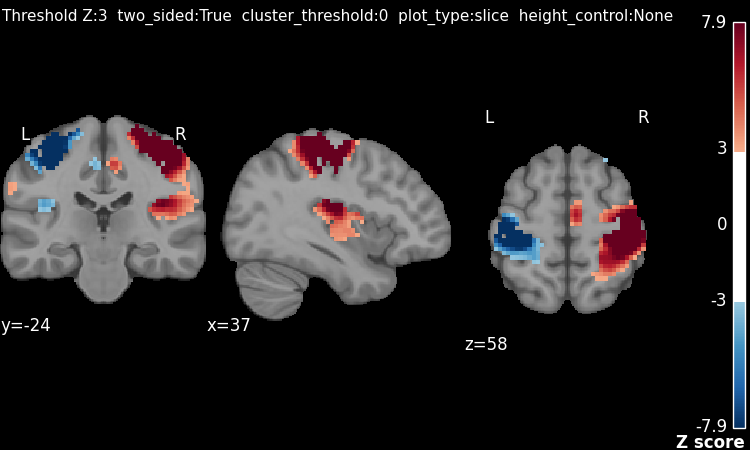 Threshold Z:3 two_sided:True cluster_threshold:0 plot_type:slice height_control:None
7.9
L R
L R
3
0
-3
y=-24 x=37
z=58
-7.9
Z score